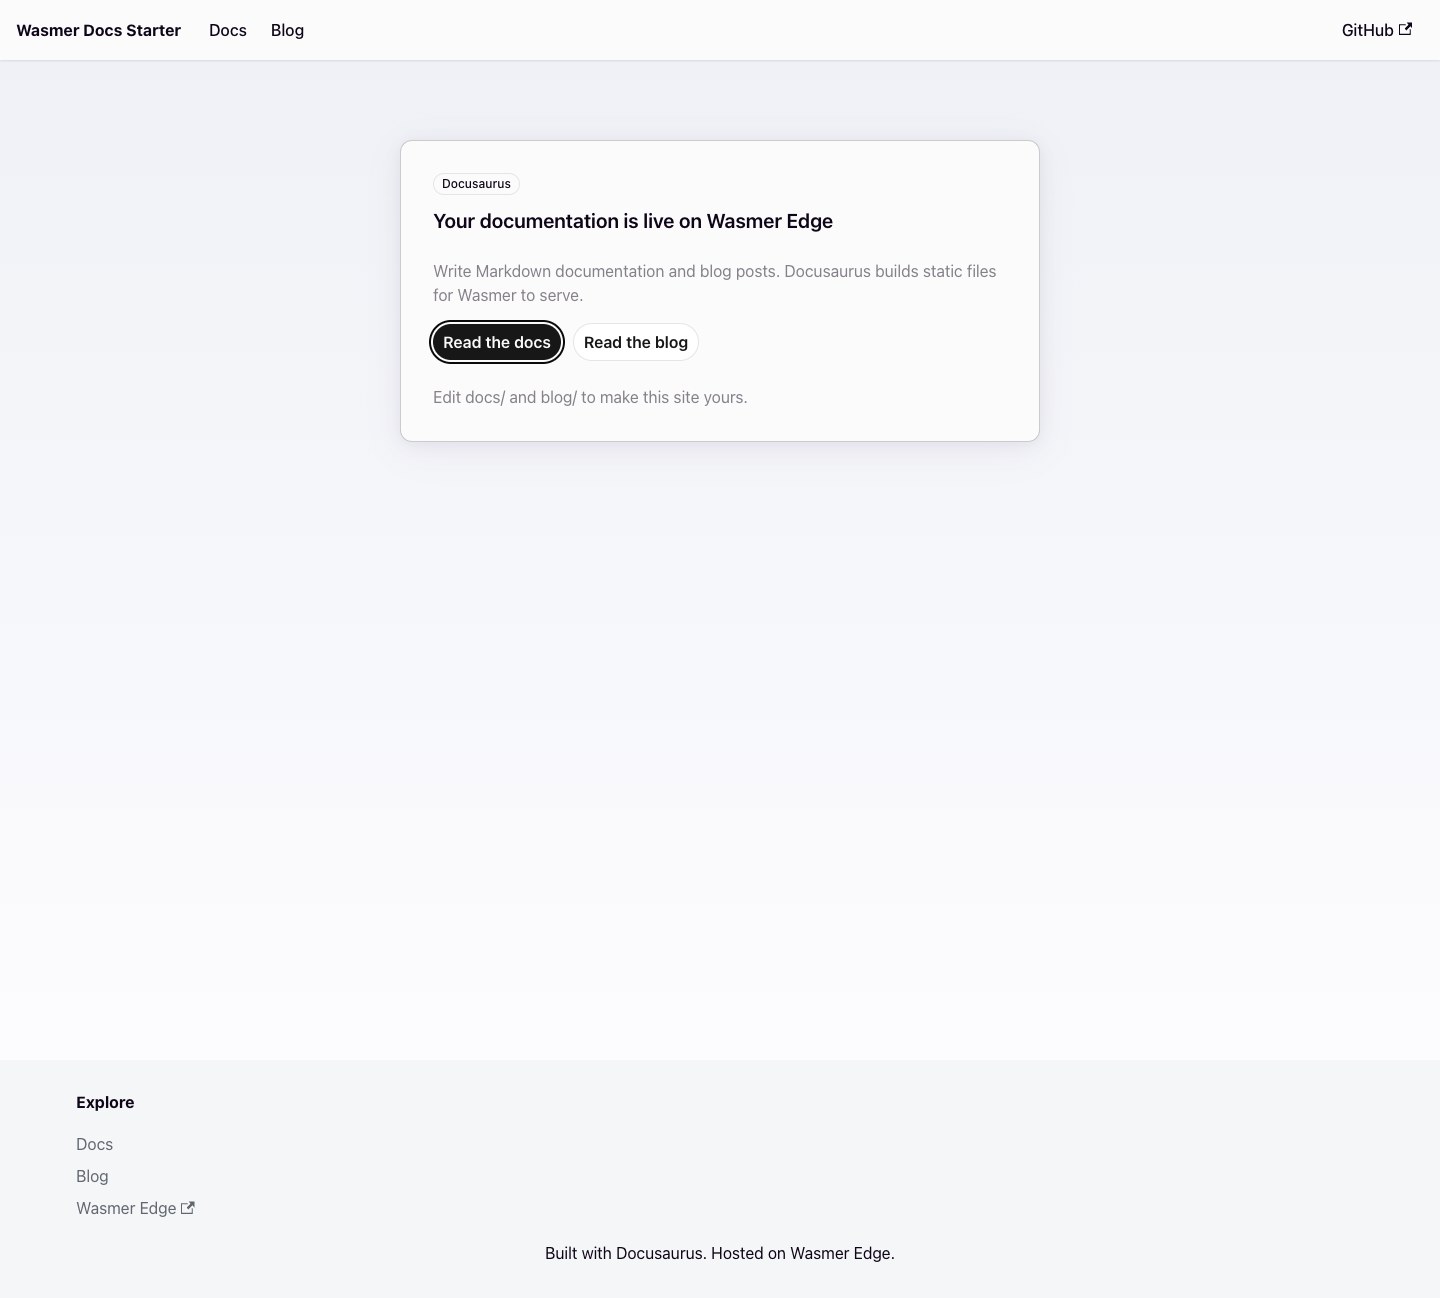 Wasmer Docs Starter Docs Blog GitHub
Docusaurus
Your documentation is live on Wasmer Edge
Write Markdown documentation and blog posts. Docusaurus builds static files
for Wasmer to serve.
Read the docs Read the blog
Edit docs/ and blog/ to make this site yours.
Explore
Docs
Blog
Wasmer Edge
Built with Docusaurus. Hosted on Wasmer Edge.